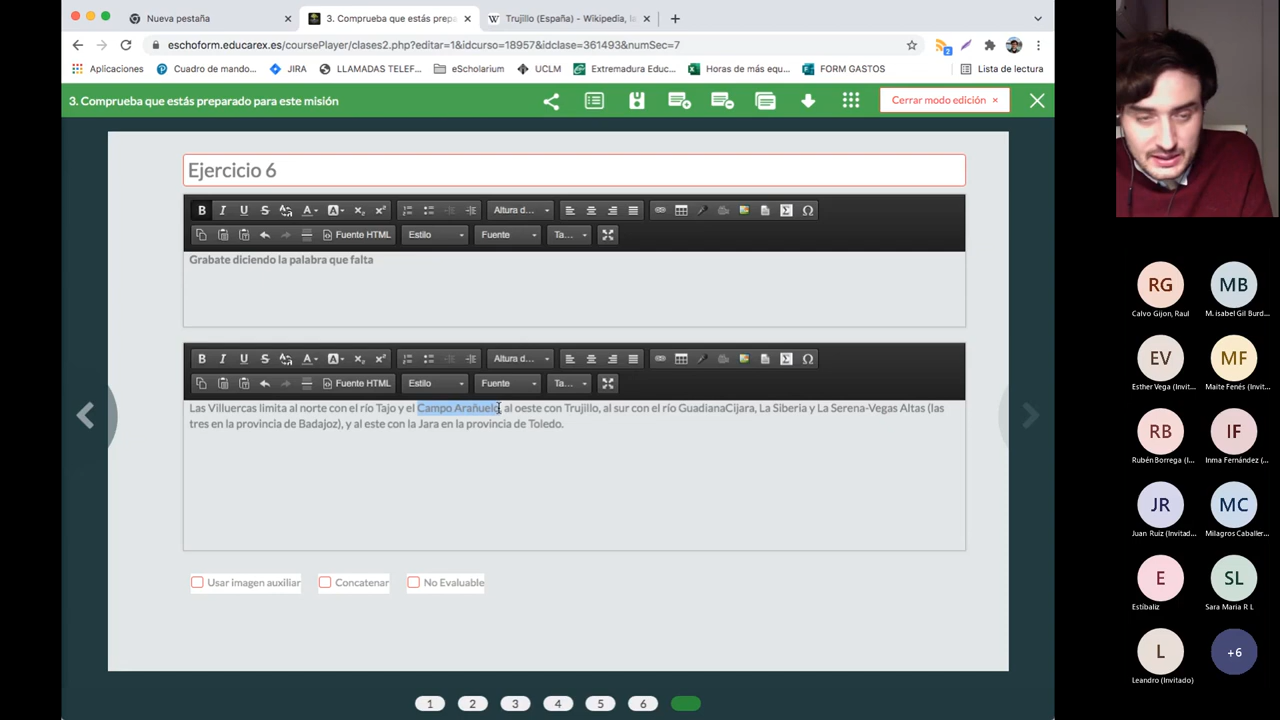 Nueva pestaña
3. Comprueba que estás prepa
Trujillo (España) - Wikipedia, la
eschoform.educarex.es/coursePlayer/clases2.php?editar=1&idcurso=18957&idclase=361493&numSec=7
2
Aplicaciones
Cuadro de mando...
JIRA
LLAMADAS TELEF...
eScholarium
UCLM
Extremadura Educ...
Horas de más equ...
FORM GASTOS
Lista de lectura
3. Comprueba que estás preparado para este misión
Cerrar modo edición ×
Ejercicio 6
B I U S A A x₂ x² Altura d... Σ Ω
Fuente HTML Estilo Fuente Ta...
Grabate diciendo la palabra que falta
B I U S A A x₂ x² Altura d... Σ Ω
Fuente HTML Estilo Fuente Ta...
Las Villuercas limita al norte con el río Tajo y el Campo Arañuelo, al oeste con Trujillo, al sur con el río GuadianaCijara, La Siberia y La Serena-Vegas Altas (las
tres en la provincia de Badajoz), y al este con la Jara en la provincia de Toledo.
Usar imagen auxiliar
Concatenar
No Evaluable
1 2 3 4 5 6
RG MB
Calvo Gijon, Raul M. isabel Gil Burd...
EV MF
Esther Vega (Invit... Maite Fenés (Invit...
RB IF
Rubén Borrega (I... Inma Fernández (I...
JR MC
Juan Ruiz (Invitad... Milagros Caballer...
E SL
Estíbaliz Sara Maria R L
L +6
Leandro (Invitado)